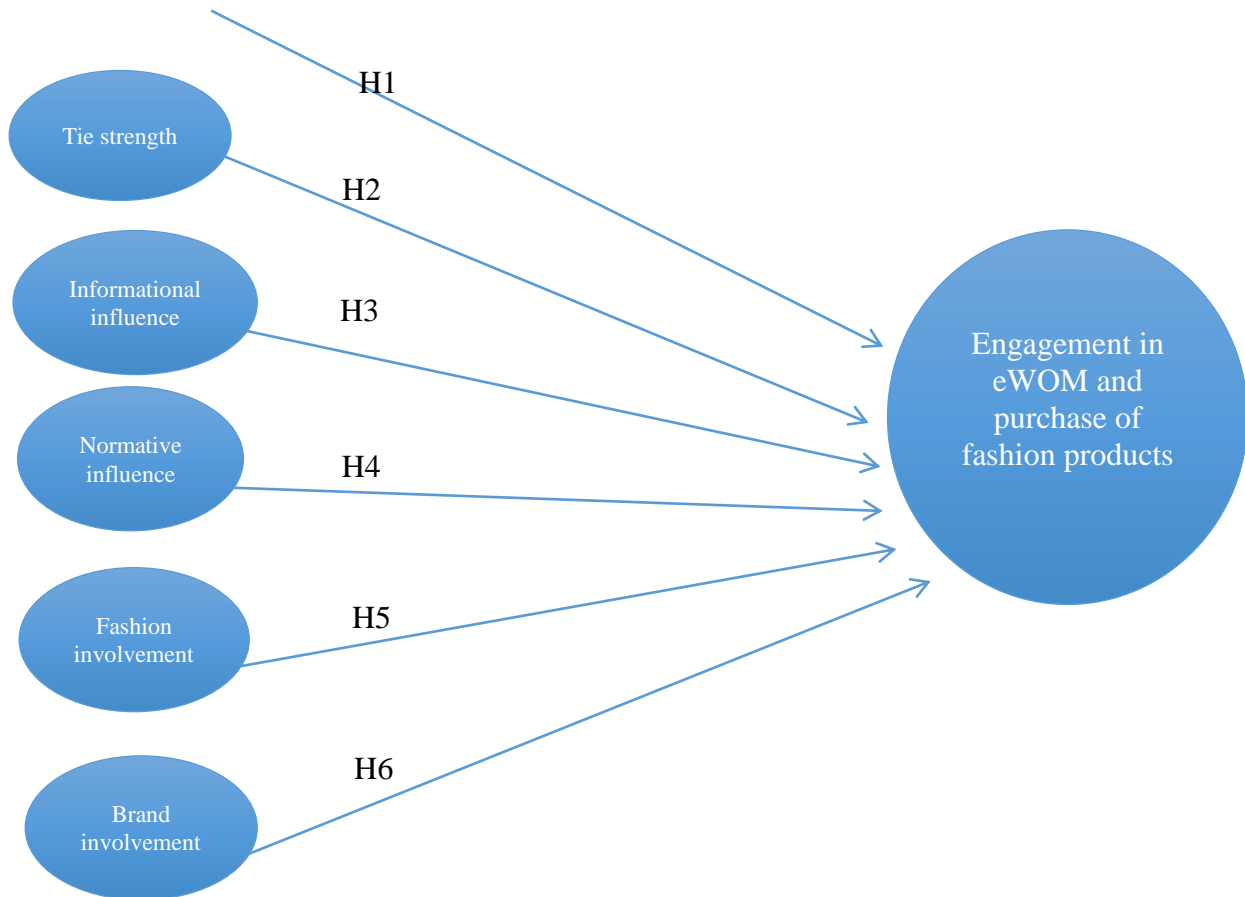 H1
Tie strength
H2
Informational
influence
H3
Normative
influence
H4
Fashion
involvement
H5
Brand
involvement
H6
Engagement in
eWOM and
purchase of
fashion products